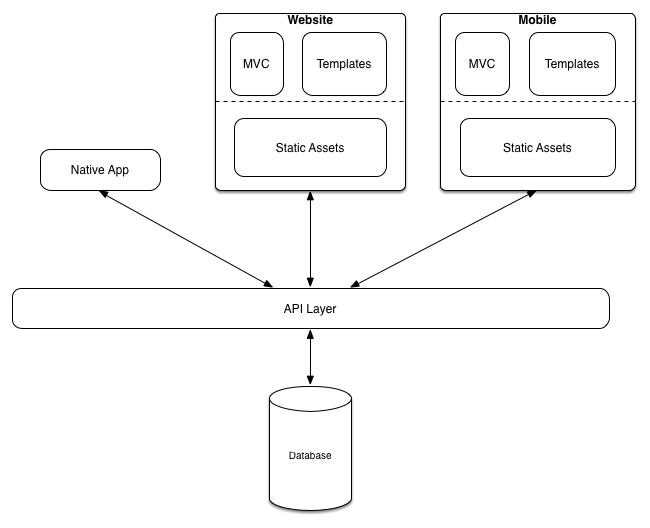 Website
Mobile
MVC
Templates
MVC
Templates
Static Assets
Static Assets
Native App
API Layer
Database